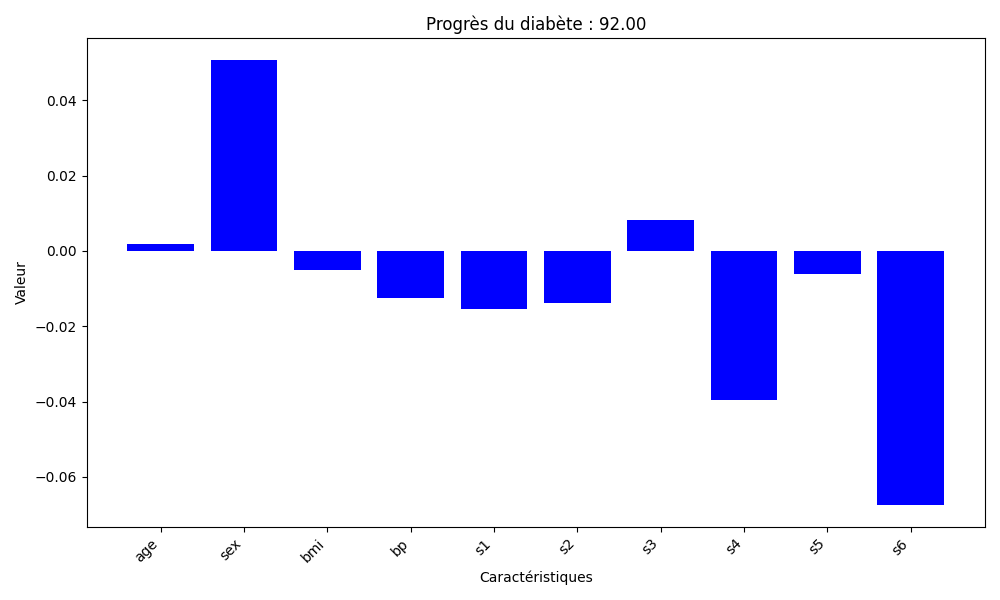 Progrès du diabète : 92.00
0.04
0.02
0.00
−0.02
−0.04
−0.06
Valeur
age
sex
bmi
bp
s1
s2
s3
s4
s5
s6
Caractéristiques